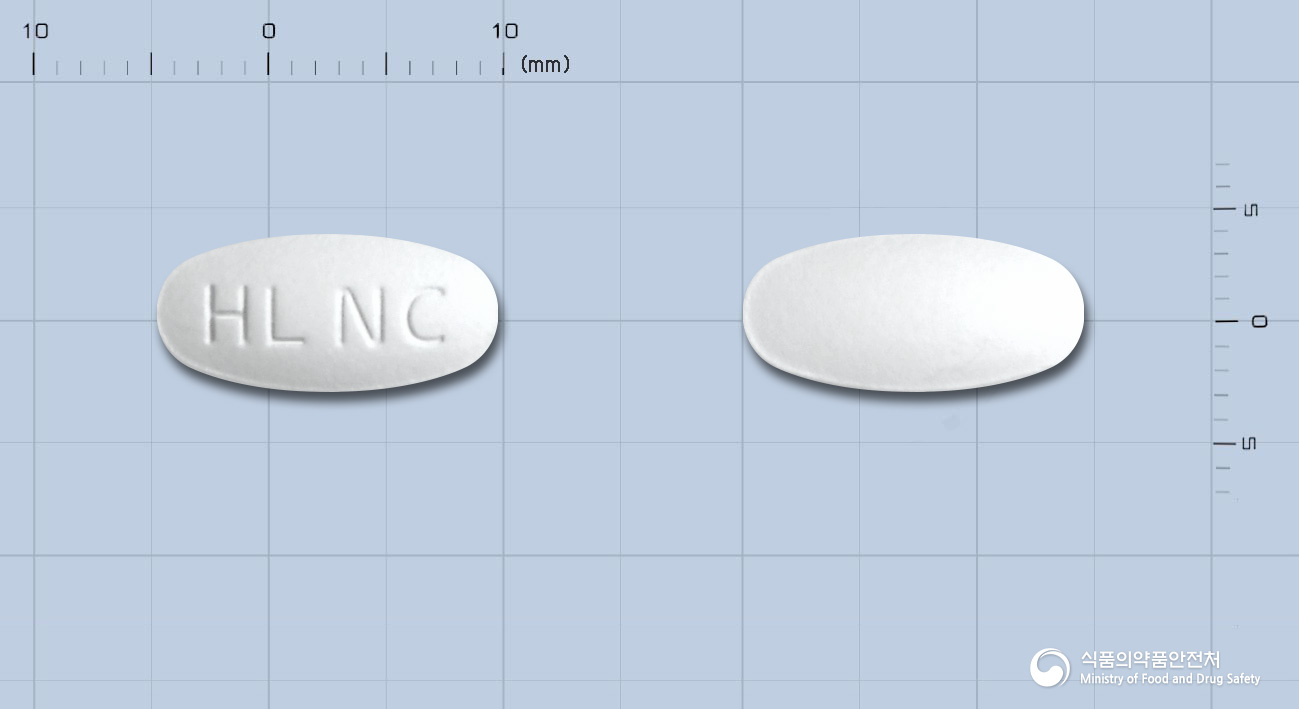 10 0 10
(mm)
HL NC
5
0
5
식품의약품안전처
Ministry of Food and Drug Safety